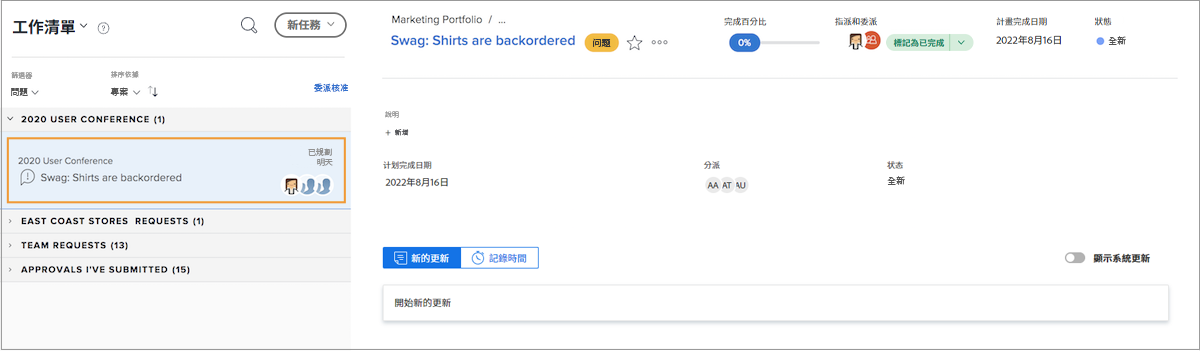 工作清單
新任務
篩選器
排序依據
問題
專案
委派核准
2020 USER CONFERENCE (1)
2020 User Conference
已規劃
明天
Swag: Shirts are backordered
EAST COAST STORES REQUESTS (1)
TEAM REQUESTS (13)
APPROVALS I'VE SUBMITTED (15)
Marketing Portfolio / ...
Swag: Shirts are backordered
问题
完成百分比
0%
指派和委派
標記為已完成
計畫完成日期
2022年8月16日
狀態
全新
說明
+ 新增
计划完成日期
2022年8月16日
分派
AA AT AU
状态
全新
新的更新
記錄時間
顯示系統更新
開始新的更新